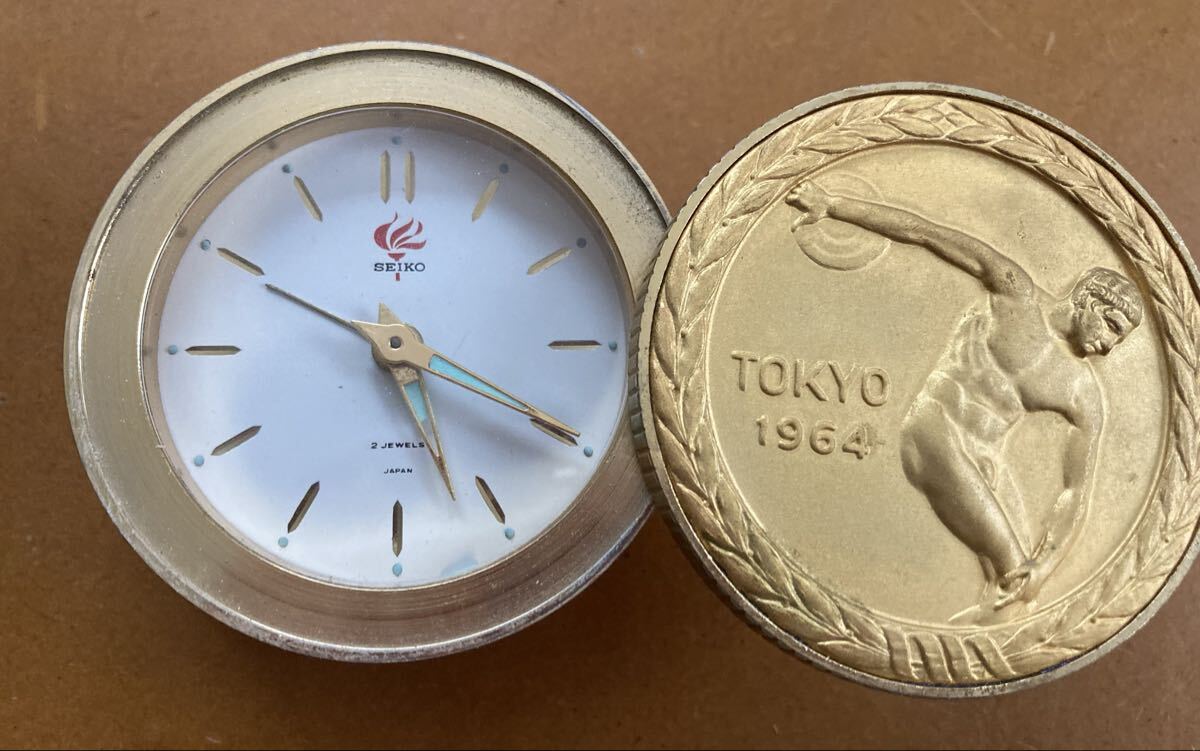 SEIKO
2 JEWELS
JAPAN
TOKYO
1964